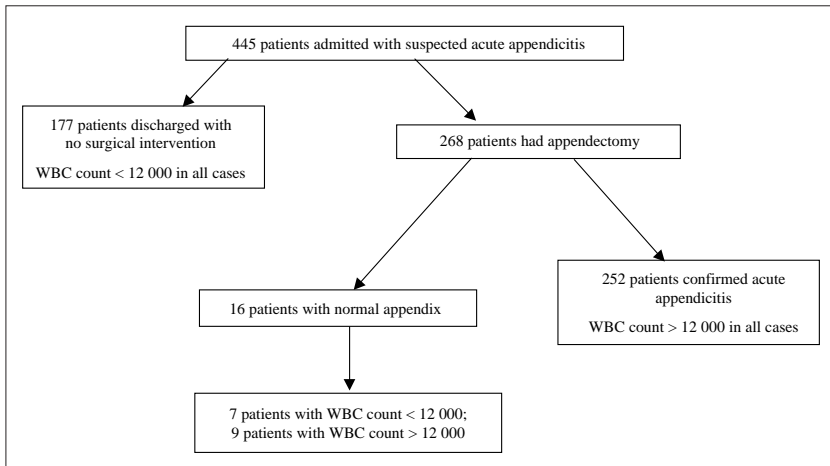 445 patients admitted with suspected acute appendicitis
177 patients discharged with
no surgical intervention
WBC count < 12 000 in all cases
268 patients had appendectomy
16 patients with normal appendix
252 patients confirmed acute
appendicitis
WBC count > 12 000 in all cases
7 patients with WBC count < 12 000;
9 patients with WBC count > 12 000